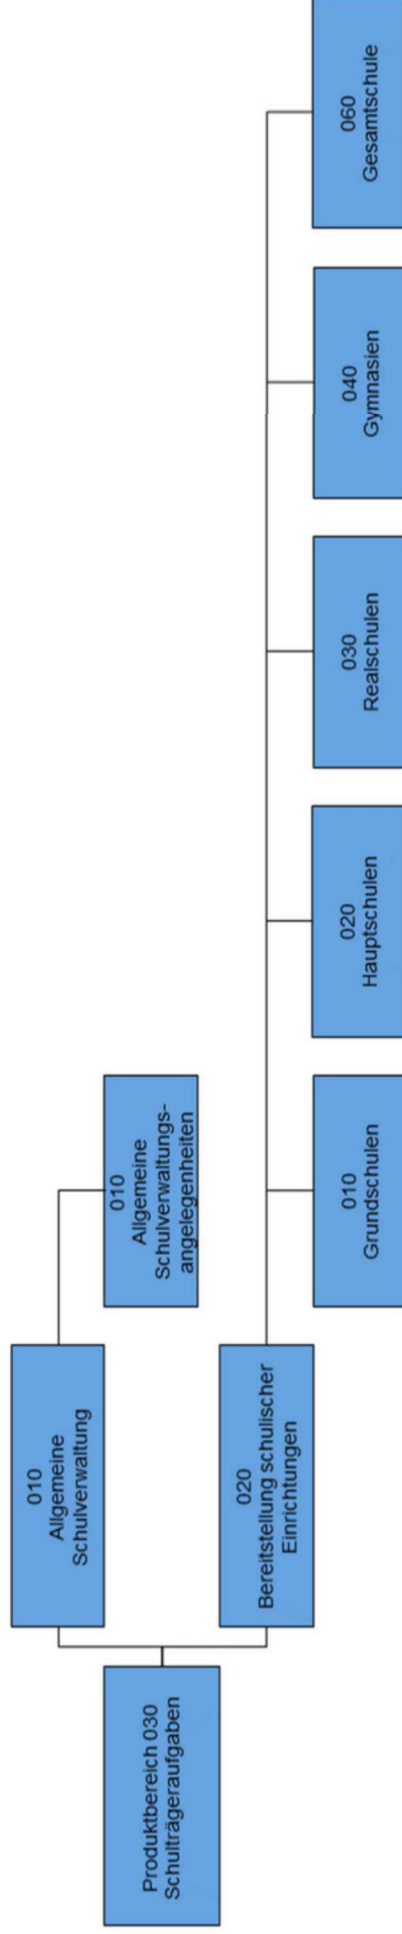 Produktbereich 030
Schulträgeraufgaben
010
Allgemeine
Schulverwaltung
010
Allgemeine
Schulverwaltungs-
angelegenheiten
020
Bereitstellung schulischer
Einrichtungen
010
Grundschulen
020
Hauptschulen
030
Realschulen
040
Gymnasien
060
Gesamtschule